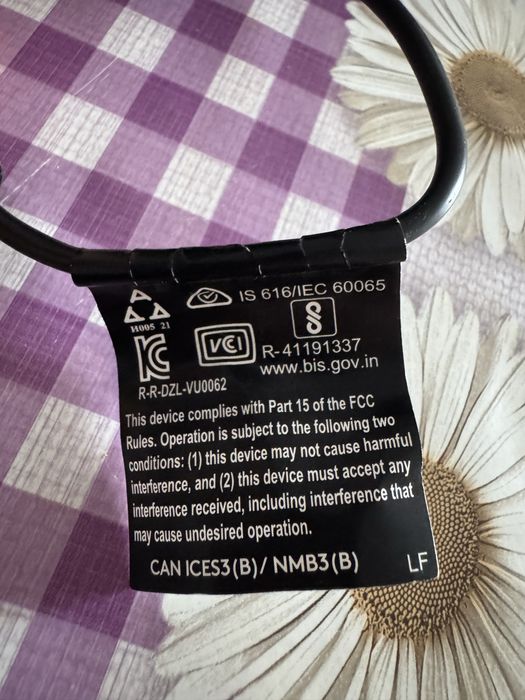 IS 616/IEC 60065
H005 21
VCCI
R-41191337
www.bis.gov.in
R-R-DZL-VU0062
This device complies with Part 15 of the FCC
Rules. Operation is subject to the following two
conditions: (1) this device may not cause harmful
interference, and (2) this device must accept any
interference received, including interference that
may cause undesired operation.
CAN ICES3(B)/ NMB3(B) LF